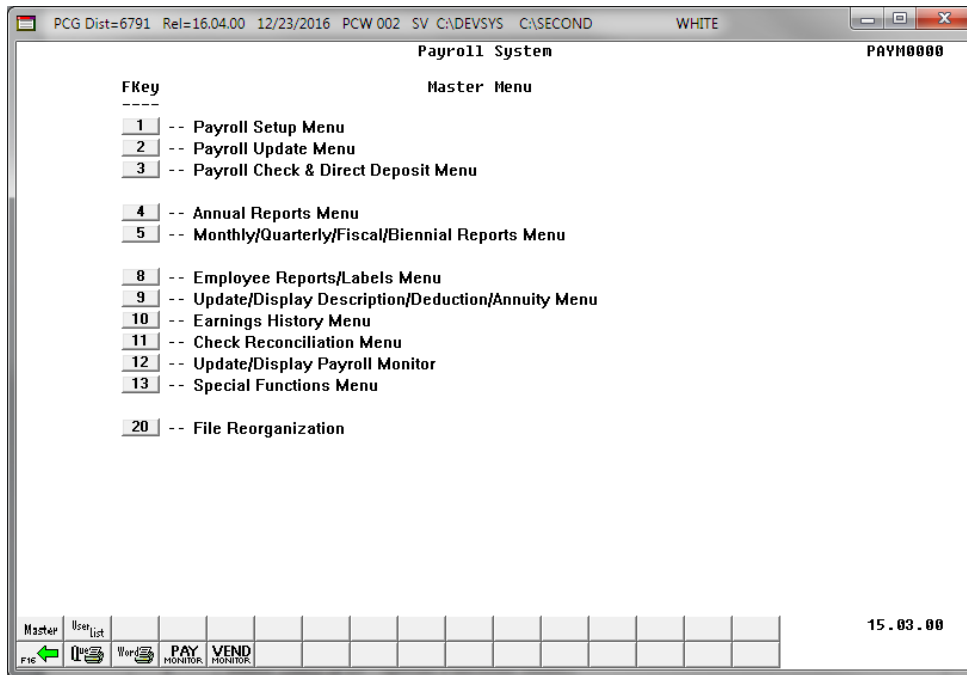 PCG Dist=6791 Rel=16.04.00 12/23/2016 PCW 002 SV C:\DEVSYS C:\SECOND WHITE
Payroll System PAYM0000
FKey Master Menu
----
1 -- Payroll Setup Menu
2 -- Payroll Update Menu
3 -- Payroll Check & Direct Deposit Menu
4 -- Annual Reports Menu
5 -- Monthly/Quarterly/Fiscal/Biennial Reports Menu
8 -- Employee Reports/Labels Menu
9 -- Update/Display Description/Deduction/Annuity Menu
10 -- Earnings History Menu
11 -- Check Reconciliation Menu
12 -- Update/Display Payroll Monitor
13 -- Special Functions Menu
20 -- File Reorganization
Master User List 15.03.00
F16 Que Word PAY MONITOR VEND MONITOR